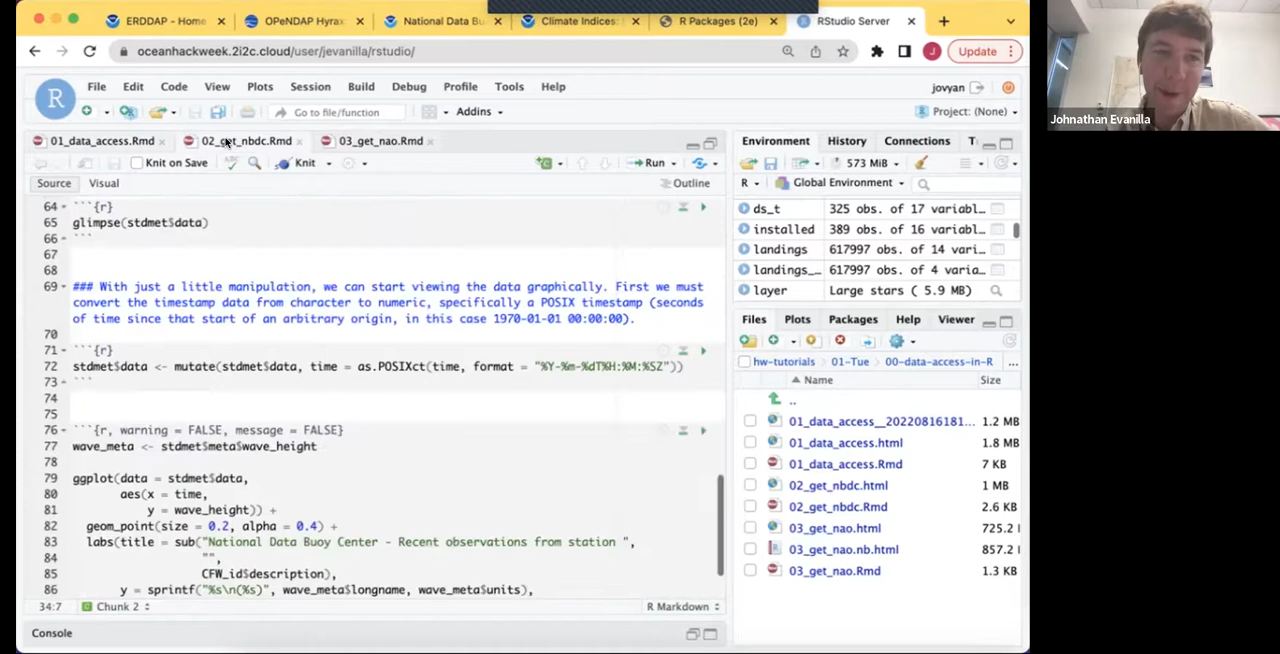 ERDDAP - Home
OPeNDAP Hyrax:
National Data Bu
Climate Indices:
R Packages (2e)
RStudio Server
oceanhackweek.2i2c.cloud/user/jevanilla/rstudio/
J
Update
Johnathan Evanilla
R
File Edit Code View Plots Session Build Debug Profile Tools Help
jovyan
Go to file/function
Addins
Project: (None)
01_data_access.Rmd
02_get_nbdc.Rmd
03_get_nao.Rmd
Knit on Save
Knit
Run
Source
Visual
Outline
64 ```{r}
65 glimpse(stdmet$data)
66 ```
67
68
69 ### With just a little manipulation, we can start viewing the data graphically. First we must
convert the timestamp data from character to numeric, specifically a POSIX timestamp (seconds
of time since that start of an arbitrary origin, in this case 1970-01-01 00:00:00).
70
71 ```{r}
72 stdmet$data <- mutate(stdmet$data, time = as.POSIXct(time, format = "%Y-%m-%dT%H:%M:%SZ"))
73 ```
74
75
76 ```{r, warning = FALSE, message = FALSE}
77 wave_meta <- stdmet$meta$wave_height
78
79 ggplot(data = stdmet$data,
80 aes(x = time,
81 y = wave_height)) +
82 geom_point(size = 0.2, alpha = 0.4) +
83 labs(title = sub("National Data Buoy Center - Recent observations from station ",
84 "",
85 CFW_id$description),
86 y = sprintf("%s\n(%s)", wave_meta$longname, wave_meta$units),
34:7
Chunk 2
R Markdown
Console
Environment
History
Connections
T
573 MiB
R
Global Environment
ds_t 325 obs. of 17 variabl…
installed 389 obs. of 16 variabl…
landings 617997 obs. of 14 vari…
landings_… 617997 obs. of 4 varia…
layer Large stars ( 5.9 MB)
Files
Plots
Packages
Help
Viewer
hw-tutorials
01-Tue
00-data-access-in-R
...
Name
Size
..
01_data_access__20220816181... 1.2 MB
01_data_access.html 1.8 MB
01_data_access.Rmd 7 KB
02_get_nbdc.html 1 MB
02_get_nbdc.Rmd 2.6 KB
03_get_nao.html 725.2
03_get_nao.nb.html 857.2
03_get_nao.Rmd 1.3 KB